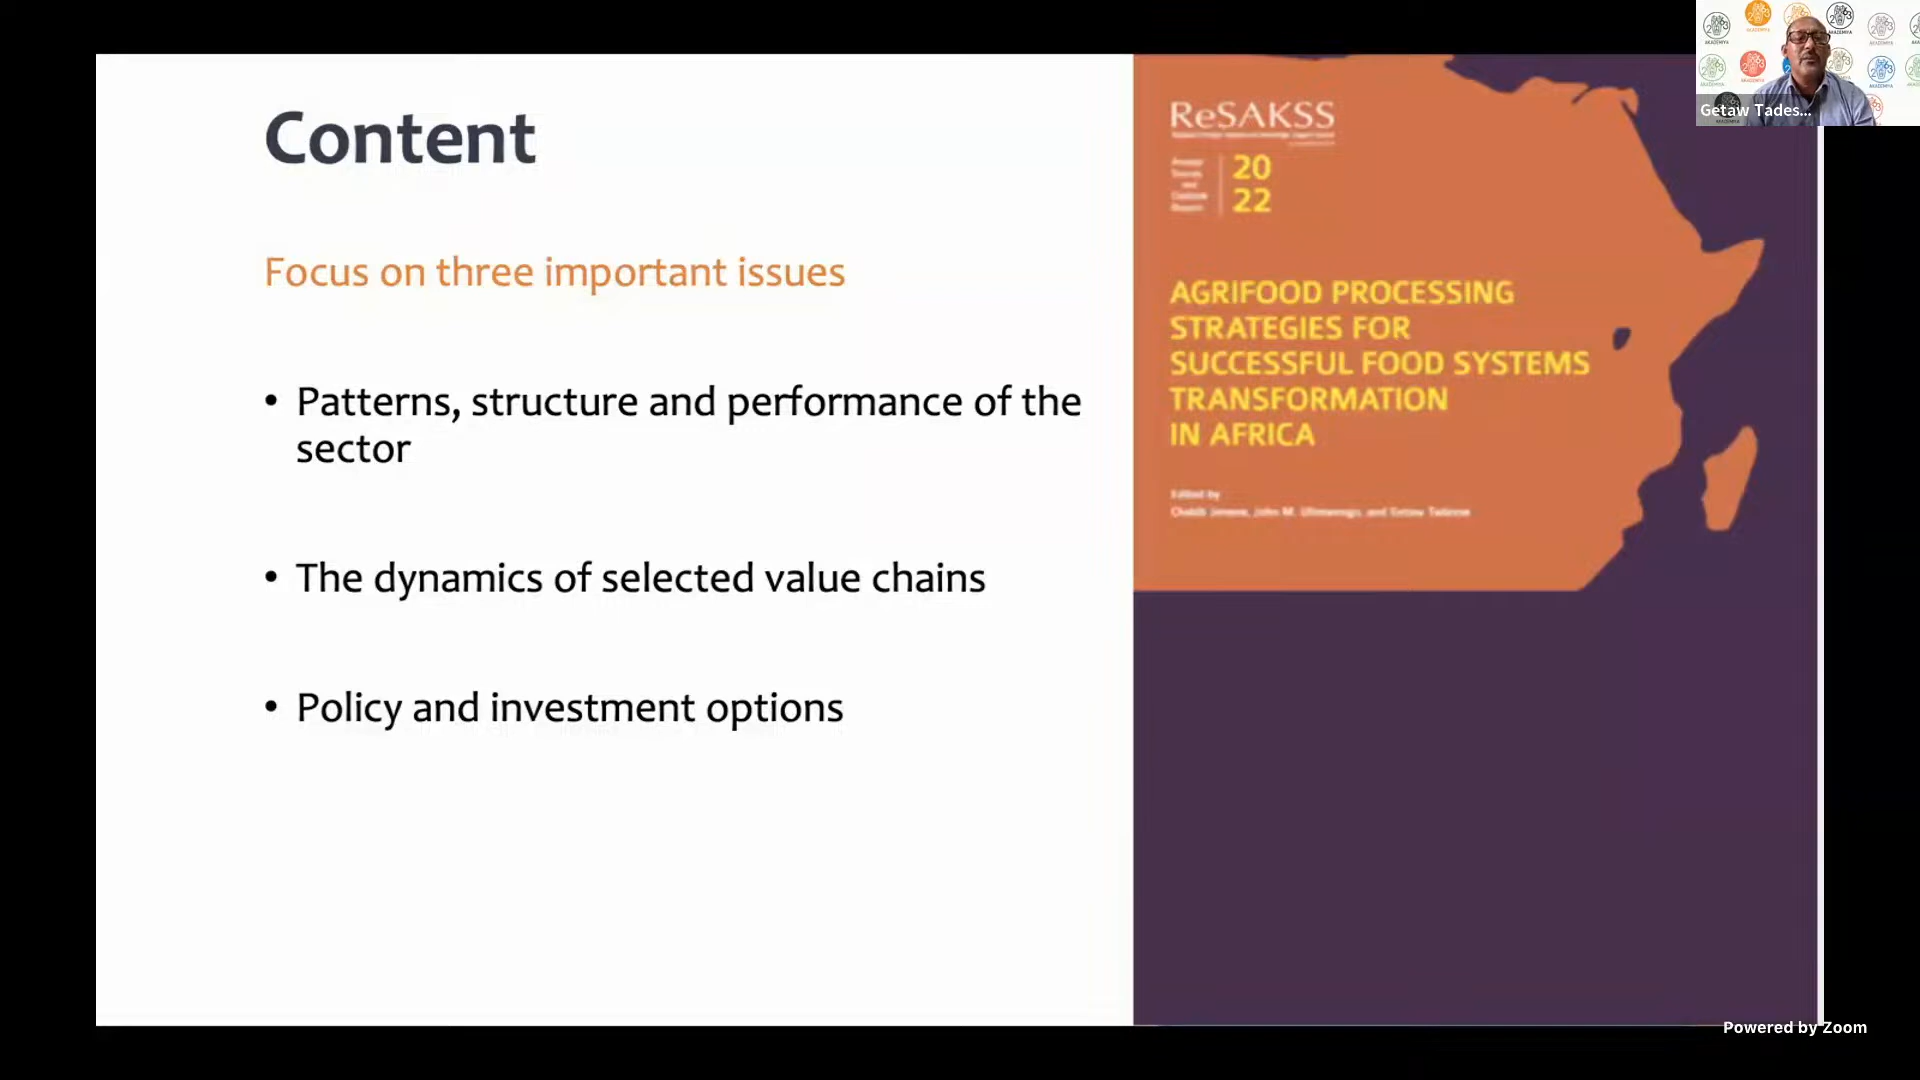 Content
Focus on three important issues
• Patterns, structure and performance of the
sector
• The dynamics of selected value chains
• Policy and investment options
ReSAKSS
20
22
AGRIFOOD PROCESSING
STRATEGIES FOR
SUCCESSFUL FOOD SYSTEMS
TRANSFORMATION
IN AFRICA
Edited by
Getaw Tades...
Powered by Zoom